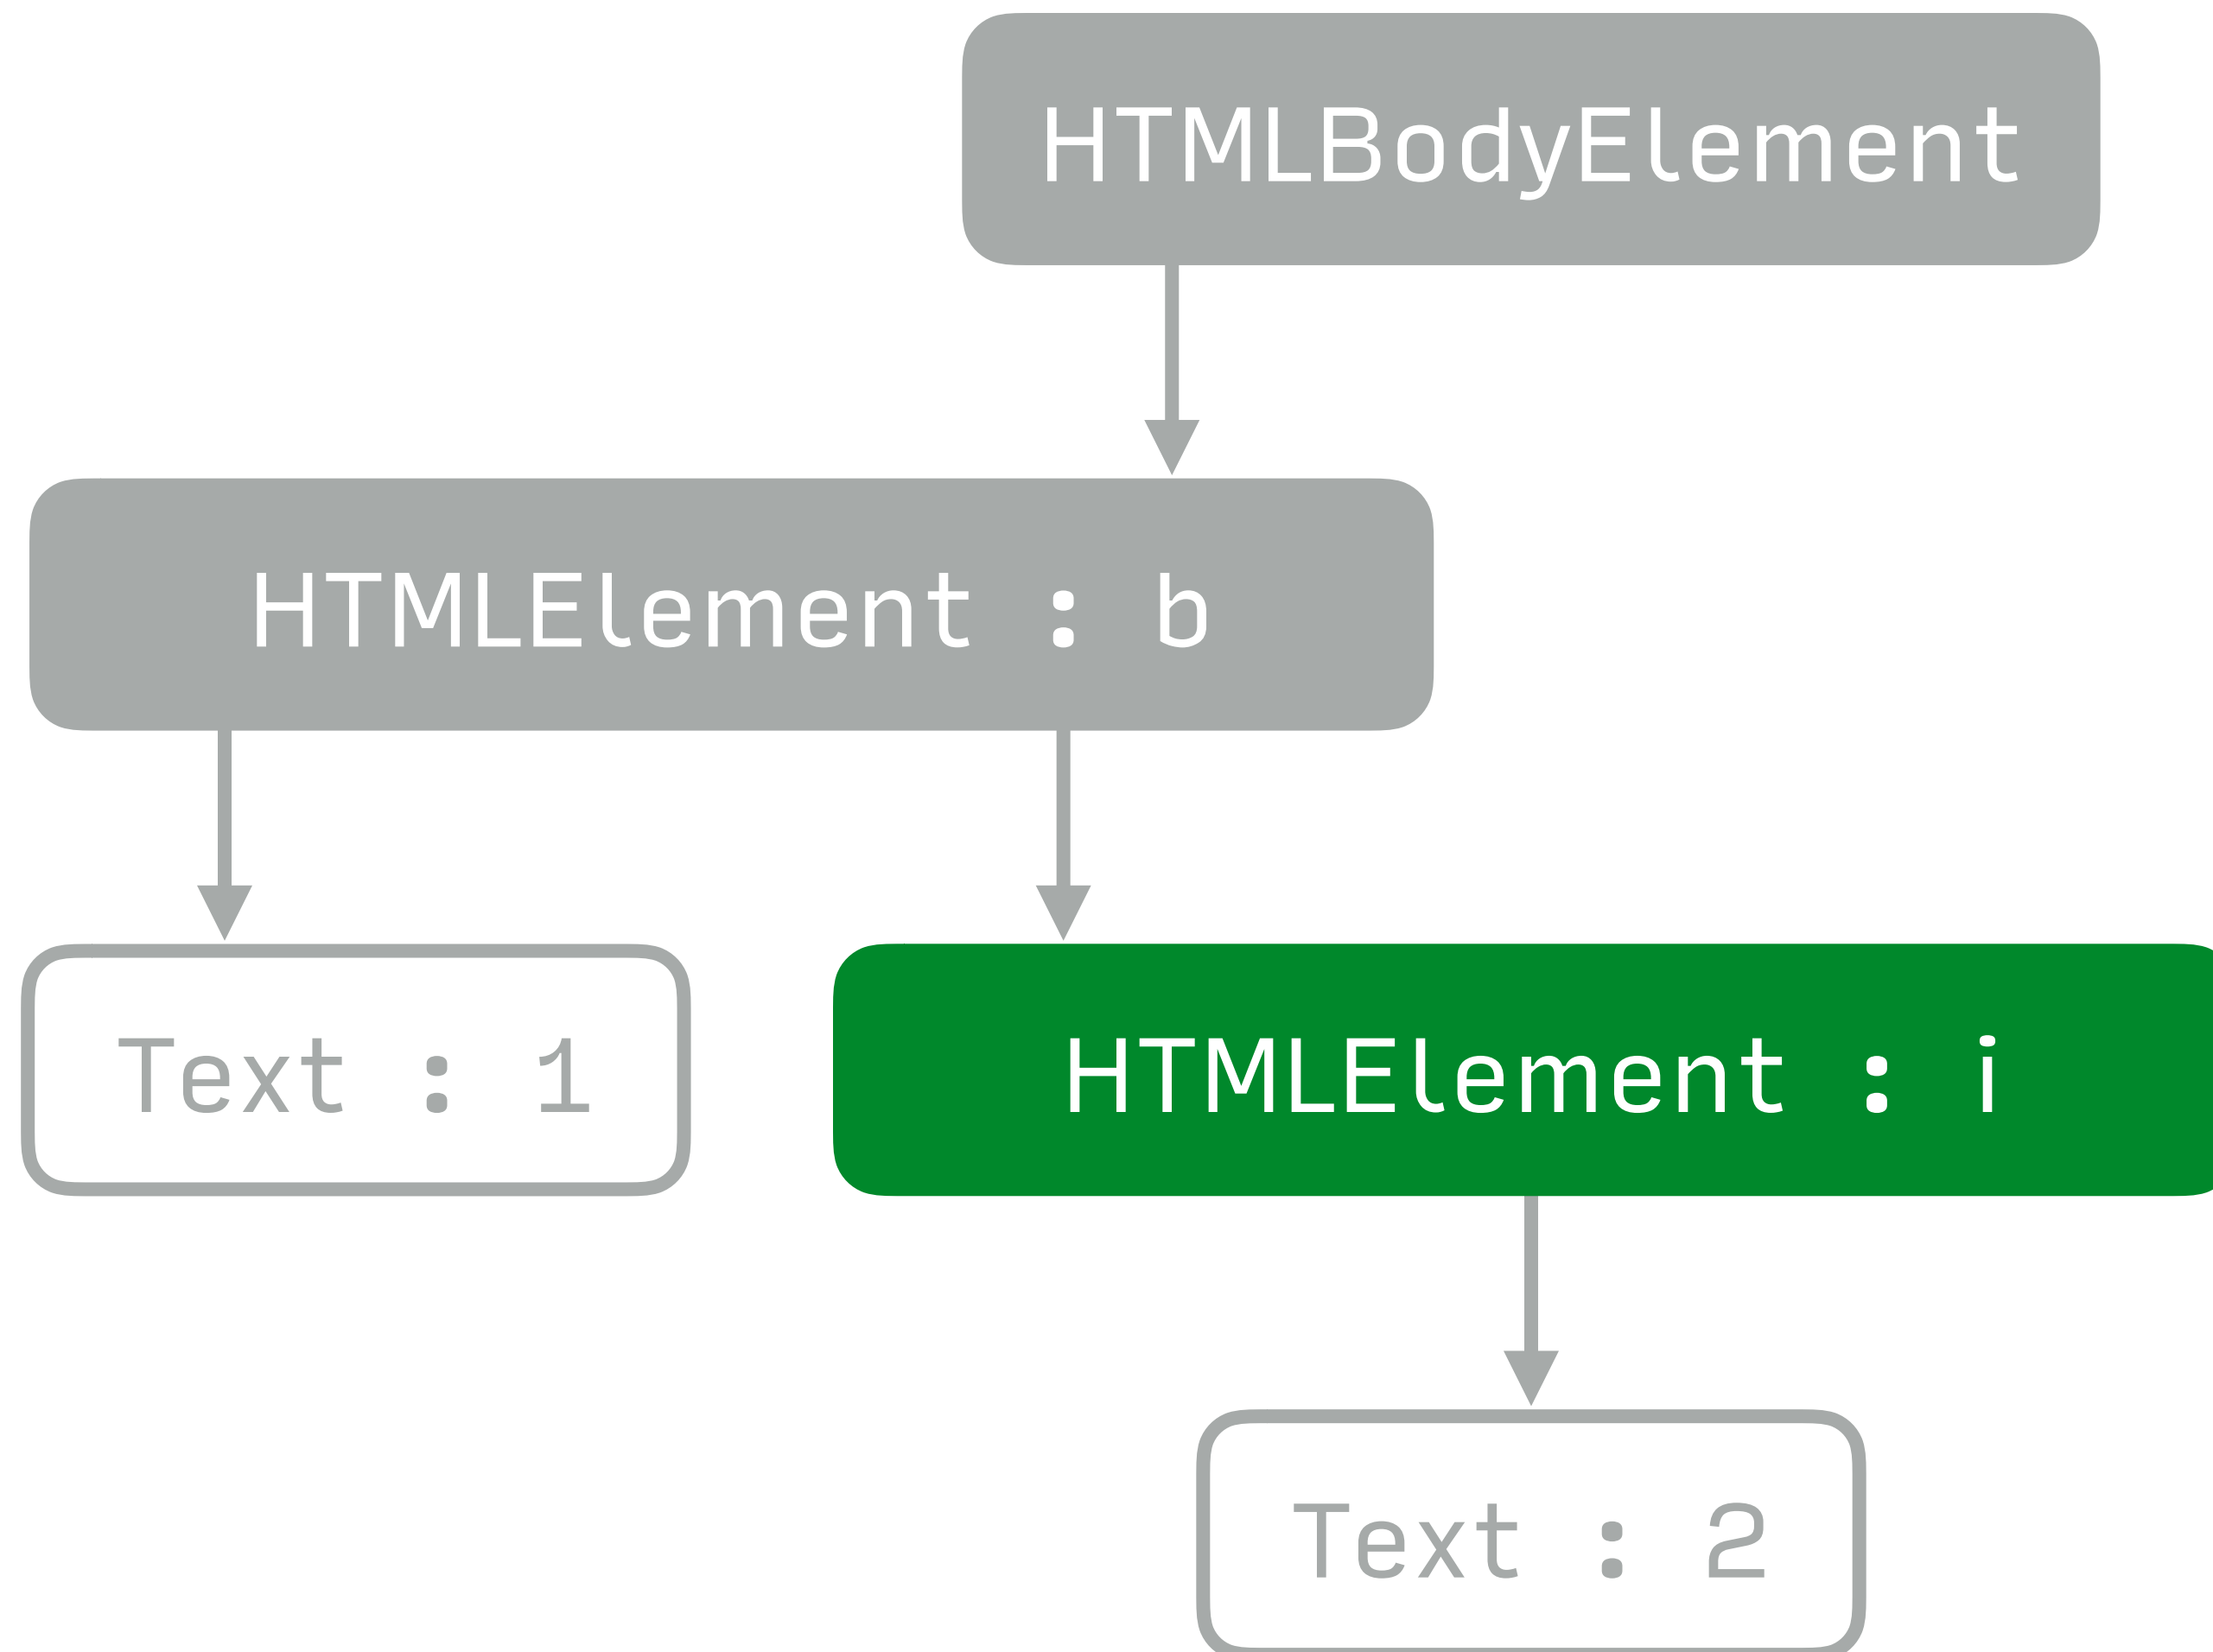 HTMLBodyElement
HTMLElement : b
Text : 1
HTMLElement : i
Text : 2